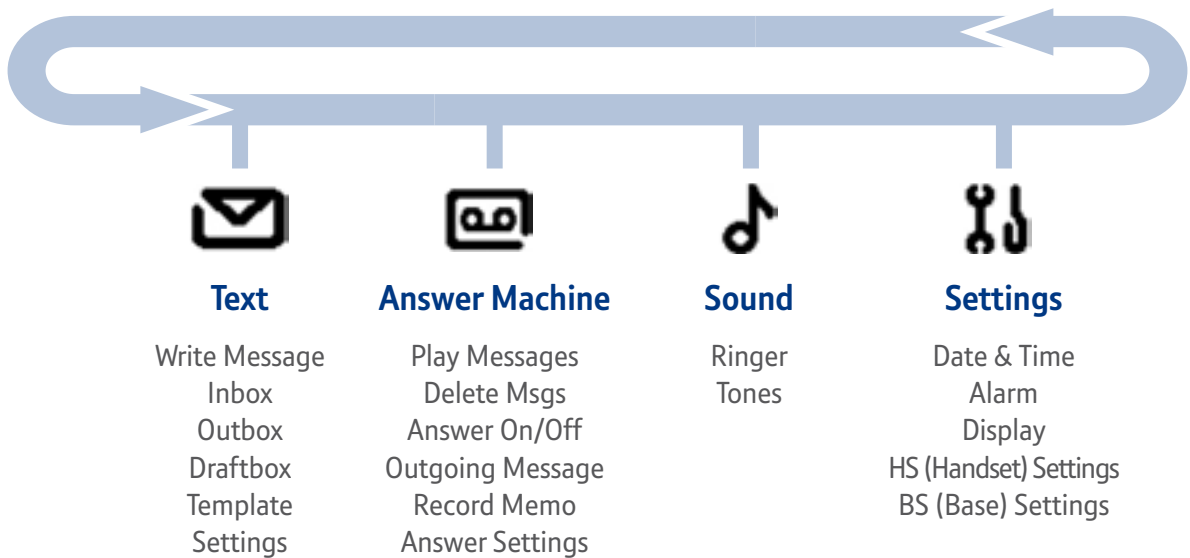 Text
Write Message
Inbox
Outbox
Draftbox
Template
Settings
Answer Machine
Play Messages
Delete Msgs
Answer On/Off
Outgoing Message
Record Memo
Answer Settings
Sound
Ringer
Tones
Settings
Date & Time
Alarm
Display
HS (Handset) Settings
BS (Base) Settings